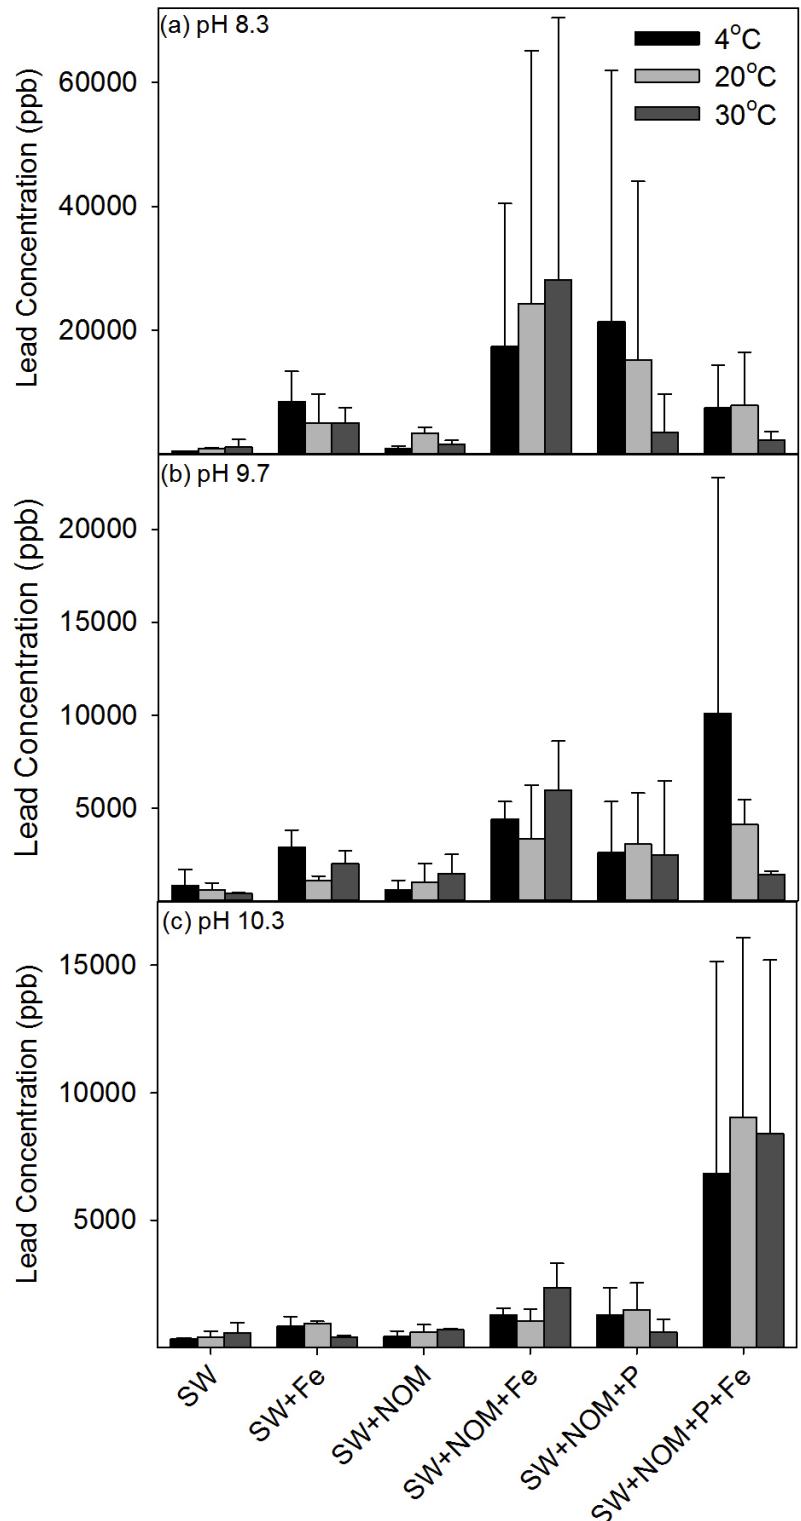 (a) pH 8.3
4°C
20°C
30°C
Lead Concentration (ppb)
60000
40000
20000
(b) pH 9.7
Lead Concentration (ppb)
20000
15000
10000
5000
(c) pH 10.3
Lead Concentration (ppb)
15000
10000
5000
SW
SW+Fe
SW+NOM
SW+NOM+Fe
SW+NOM+P
SW+NOM+P+Fe